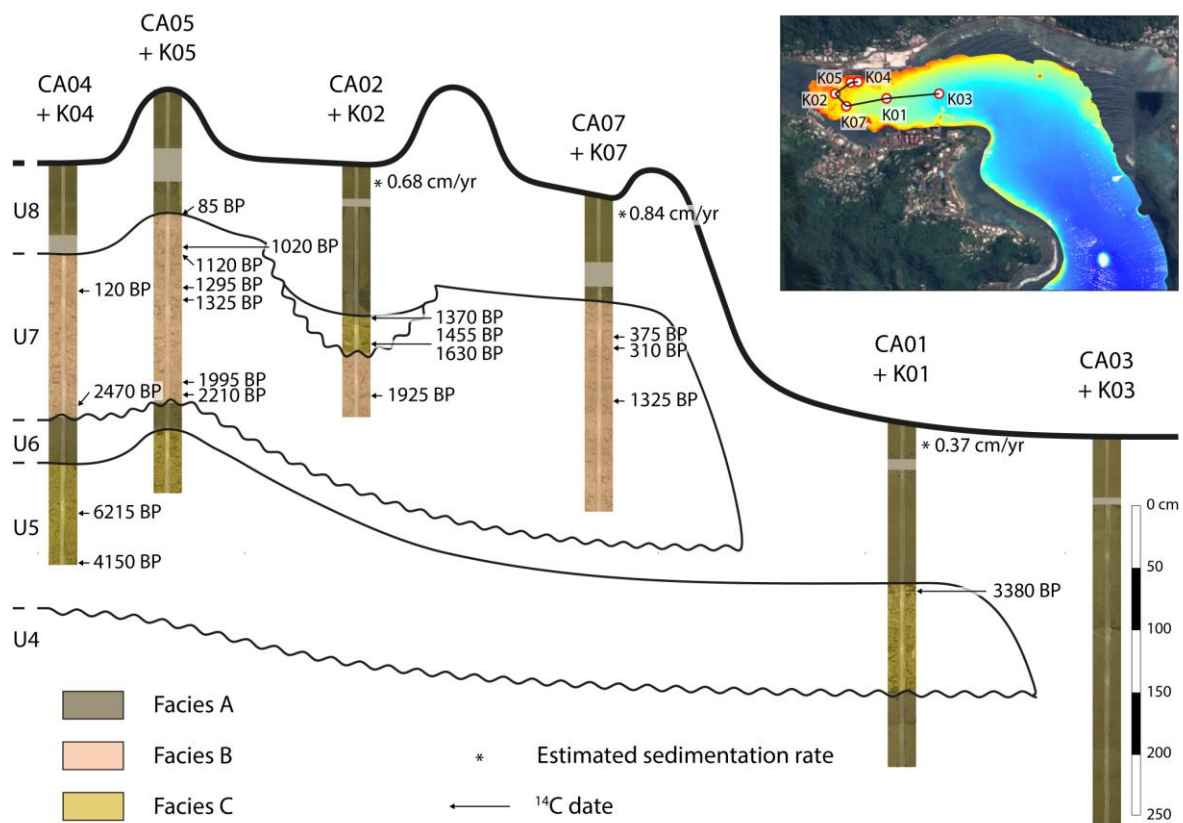 CA04
+ K04
CA05
+ K05
CA02
+ K02
CA07
+ K07
CA01
+ K01
CA03
+ K03
K05
K04
K02
K07
K01
K03
U8
U7
U6
U5
U4
* 0.68 cm/yr
* 0.84 cm/yr
* 0.37 cm/yr
85 BP
1020 BP
1120 BP
1295 BP
1325 BP
120 BP
1370 BP
1455 BP
1630 BP
375 BP
310 BP
1995 BP
2210 BP
2470 BP
1925 BP
1325 BP
6215 BP
4150 BP
3380 BP
0 cm
50
100
150
200
250
Facies A
Facies B
Facies C
* Estimated sedimentation rate
¹⁴C date